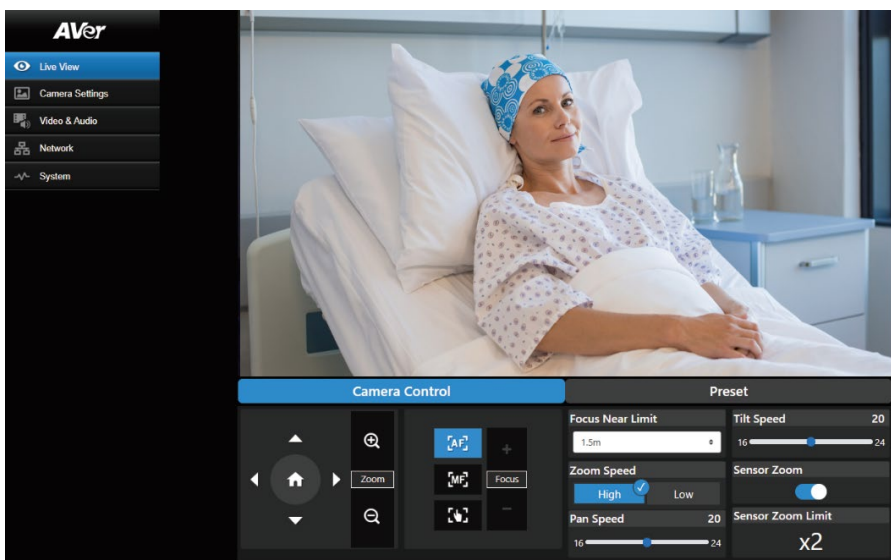 AVer
Live View
Camera Settings
Video & Audio
Network
System
Camera Control
Preset
Zoom
[AF]
[MF]
Focus
Focus Near Limit
1.5m
Zoom Speed
High Low
Pan Speed 20
16 24
Tilt Speed 20
16 24
Sensor Zoom
Sensor Zoom Limit
x2